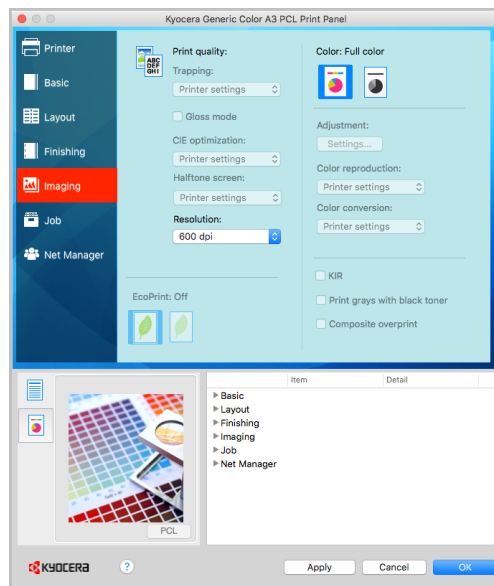 Kyocera Generic Color A3 PCL Print Panel
Printer
Basic
Layout
Finishing
Imaging
Job
Net Manager
ABC
DEF
GHI
Print quality:
Trapping:
Printer settings
Gloss mode
CIE optimization:
Printer settings
Halftone screen:
Printer settings
Resolution:
600 dpi
EcoPrint: Off
Color: Full color
Adjustment:
Settings...
Color reproduction:
Printer settings
Color conversion:
Printer settings
KIR
Print grays with black toner
Composite overprint
PCL
Item Detail
Basic
Layout
Finishing
Imaging
Job
Net Manager
KYOCERA
?
Apply Cancel OK